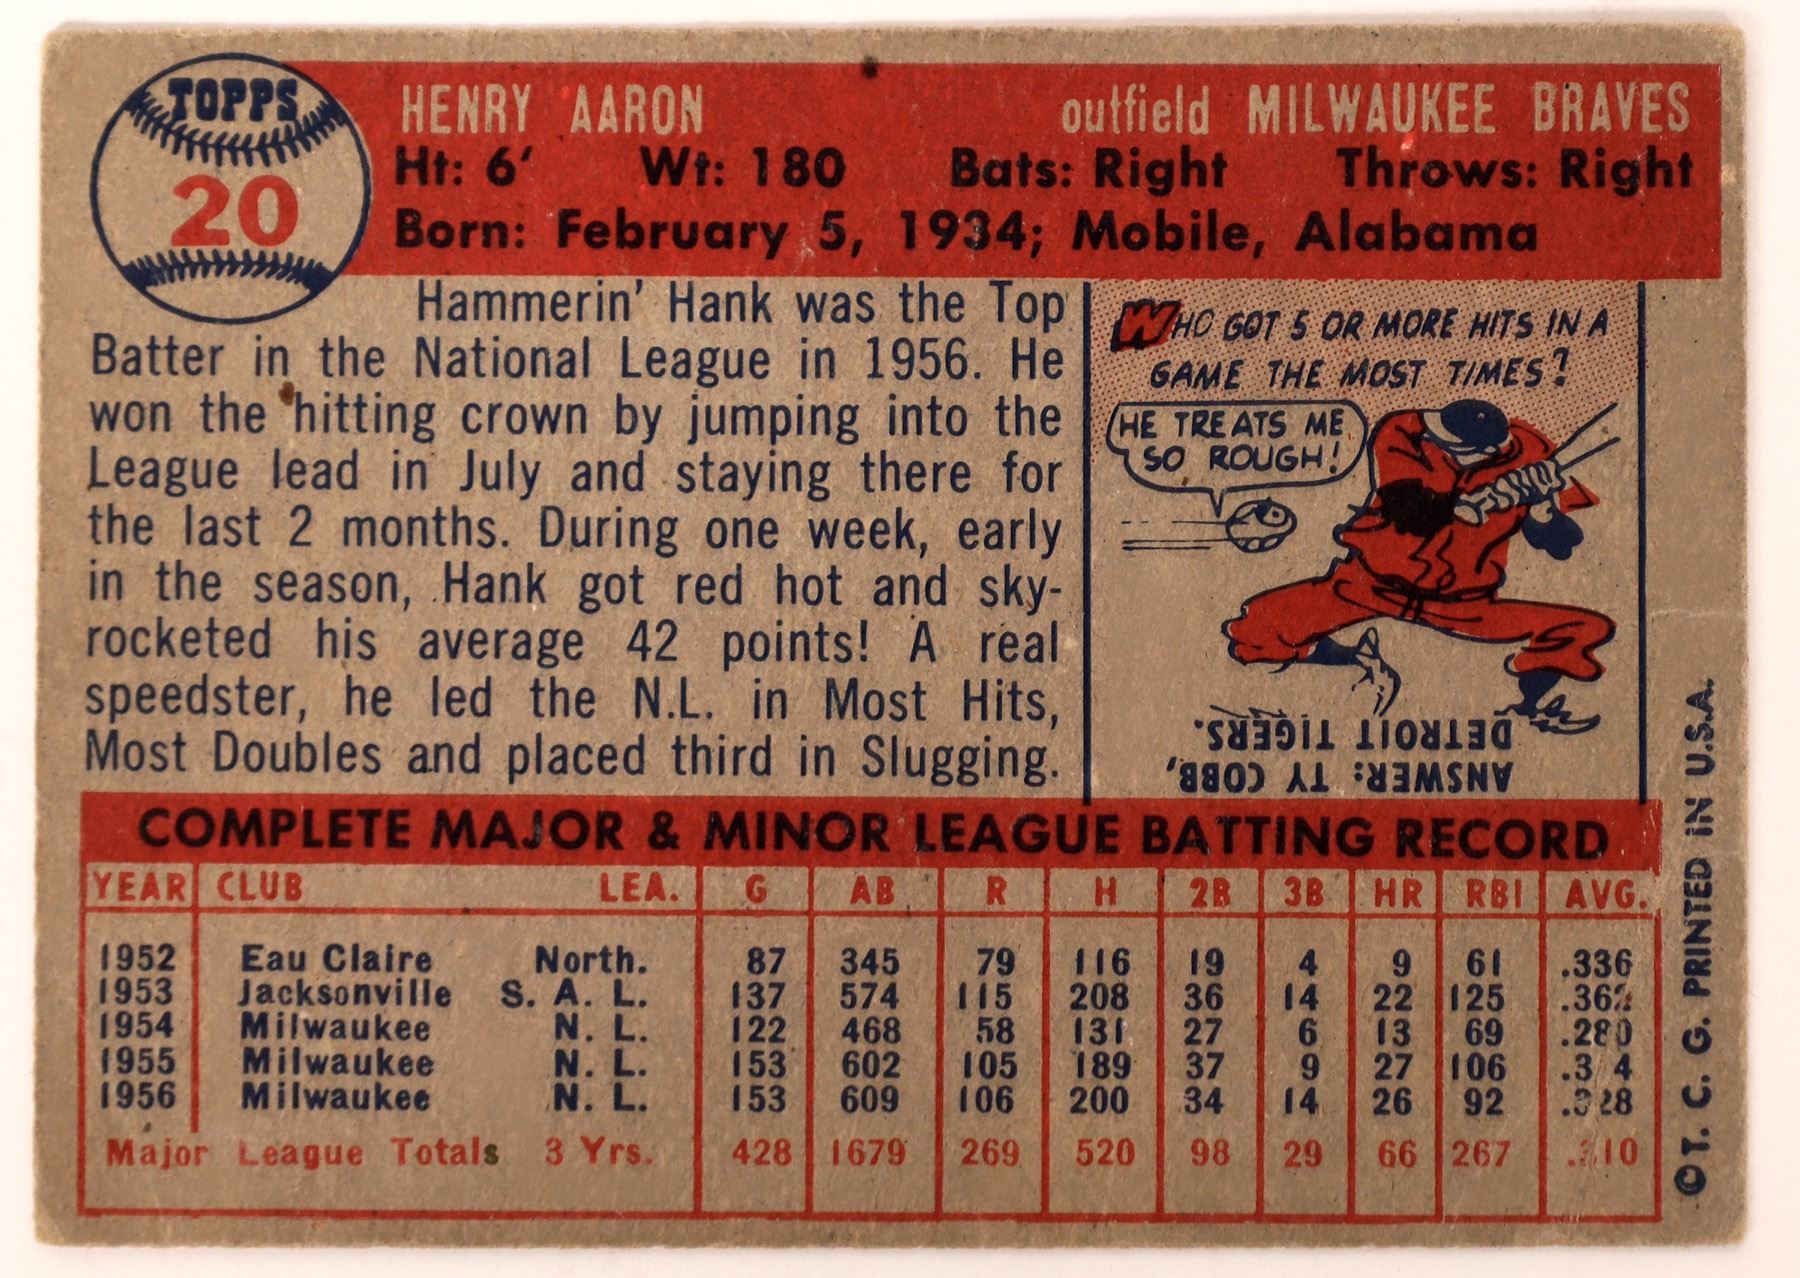 TOPPS
20
HENRY AARON outfield MILWAUKEE BRAVES
Ht: 6' Wt: 180 Bats: Right Throws: Right
Born: February 5, 1934; Mobile, Alabama
Hammerin' Hank was the Top
Batter in the National League in 1956. He
won the hitting crown by jumping into the
League lead in July and staying there for
the last 2 months. During one week, early
in the season, Hank got red hot and sky-
rocketed his average 42 points! A real
speedster, he led the N.L. in Most Hits,
Most Doubles and placed third in Slugging.
WHO GOT 5 OR MORE HITS IN A
GAME THE MOST TIMES?
HE TREATS ME
SO ROUGH!
ANSWER: TY COBB,
DETROIT TIGERS.
COMPLETE MAJOR & MINOR LEAGUE BATTING RECORD
YEAR CLUB LEA. G AB R H 2B 3B HR RBI AVG.
1952 Eau Claire North. 87 345 79 116 19 4 9 61 .336
1953 Jacksonville S. A. L. 137 574 115 208 36 14 22 125 .362
1954 Milwaukee N. L. 122 468 58 131 27 6 13 69 .280
1955 Milwaukee N. L. 153 602 105 189 37 9 27 106
1956 Milwaukee N. L. 153 609 106 200 34 14 26 92 .328
Major League Totals 3 Yrs. 428 1679 269 520 98 29 66 267
©T. C. G. PRINTED IN U.S.A.